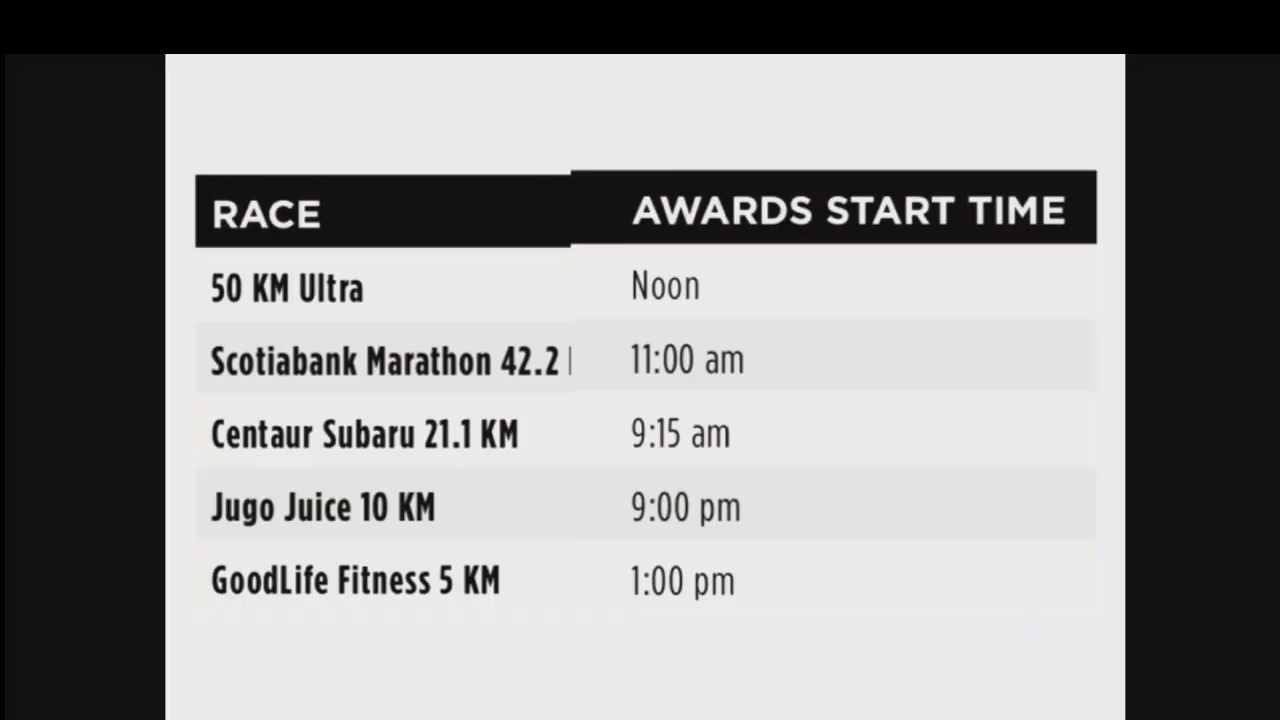 RACE AWARDS START TIME
50 KM Ultra Noon
Scotiabank Marathon 42.2 11:00 am
Centaur Subaru 21.1 KM 9:15 am
Jugo Juice 10 KM 9:00 pm
GoodLife Fitness 5 KM 1:00 pm